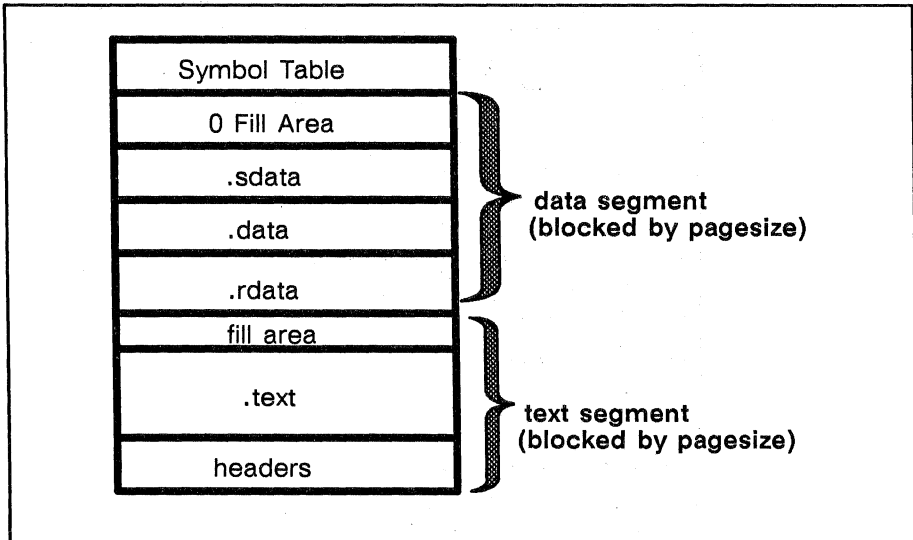 Symbol Table
0 Fill Area
.sdata
.data
.rdata
fill area
.text
headers
data segment
(blocked by pagesize)
text segment
(blocked by pagesize)